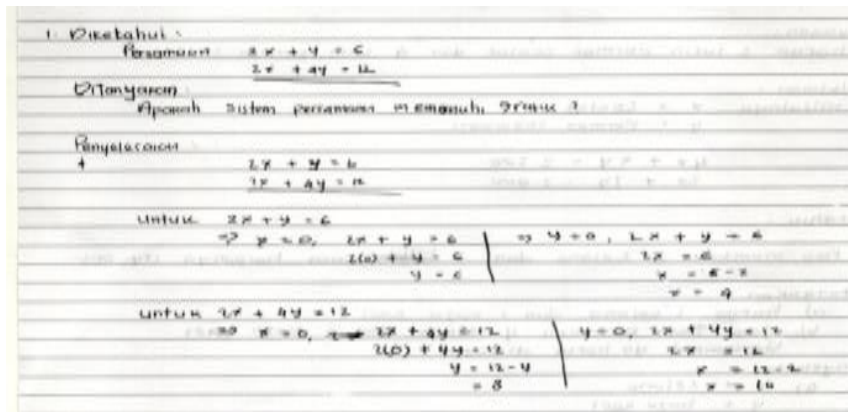 1. Diketahui :
Persamaan 2x + y = 6
2x + 4y = 12
Ditanyakan
Apakah sistem persamaan memenuhi grafik ?
Penyelesaian
2x + y = 6
2x + 4y = 12
Untuk 2x + y = 6
=> x = 0, 2x + y = 6 => y = 0, 2x + y = 6
2(0) + y = 6 2x = 6
y = 6 x = 6 - 2
x = 4
Untuk 2x + 4y = 12
=> x = 0, 2x + 4y = 12 y = 0, 2x + 4y = 12
2(0) + 4y = 12 2x = 12
y = 12 - 4 x = 12 - 2
= 8 x = 10